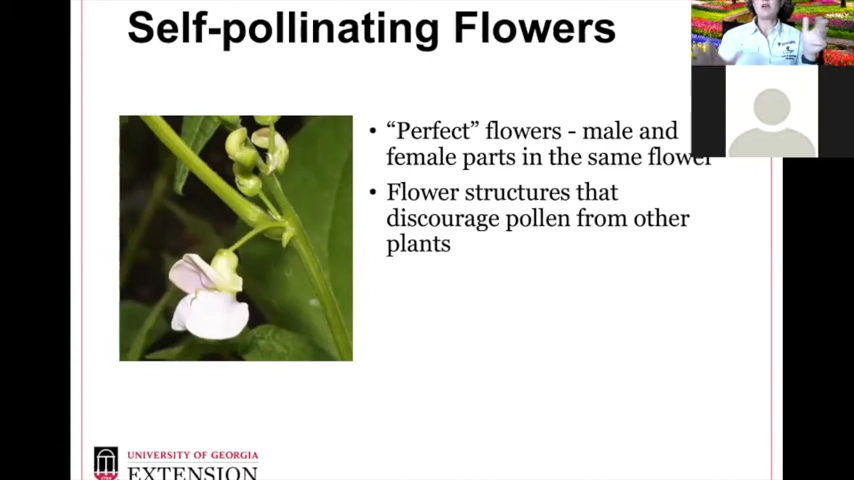 Self-pollinating Flowers
• “Perfect” flowers - male and
female parts in the same flower
• Flower structures that
discourage pollen from other
plants
UNIVERSITY OF GEORGIA
EXTENSION